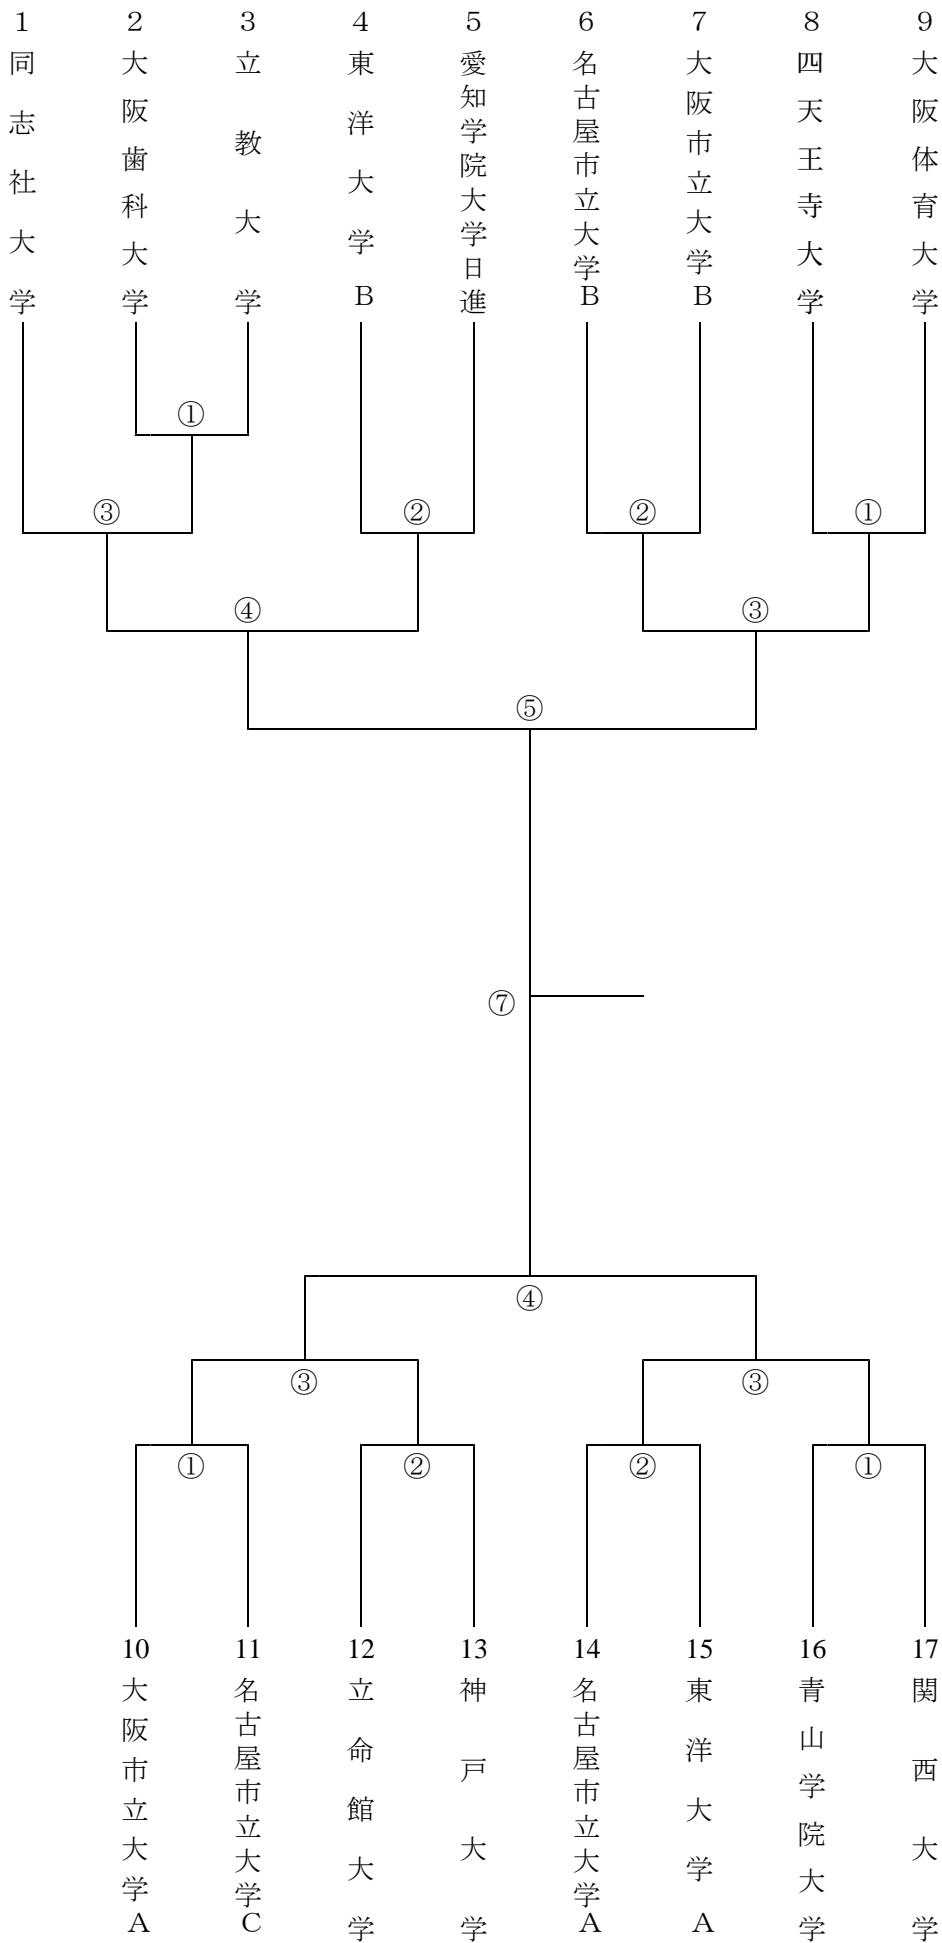 1 2 3 4 5 6 7 8 9
同志社大学
大阪歯科大学
立教大学
東洋大学B
愛知学院大学日進
名古屋市立大学B
大阪市立大学B
四天王寺大学
大阪体育大学
①
③ ② ② ①
④ ③
⑤
⑦
④
③ ③
① ② ② ①
10 11 12 13 14 15 16 17
大阪市立大学A
名古屋市立大学C
立命館大学
神戸大学
名古屋市立大学A
東洋大学A
青山学院大学
関西大学